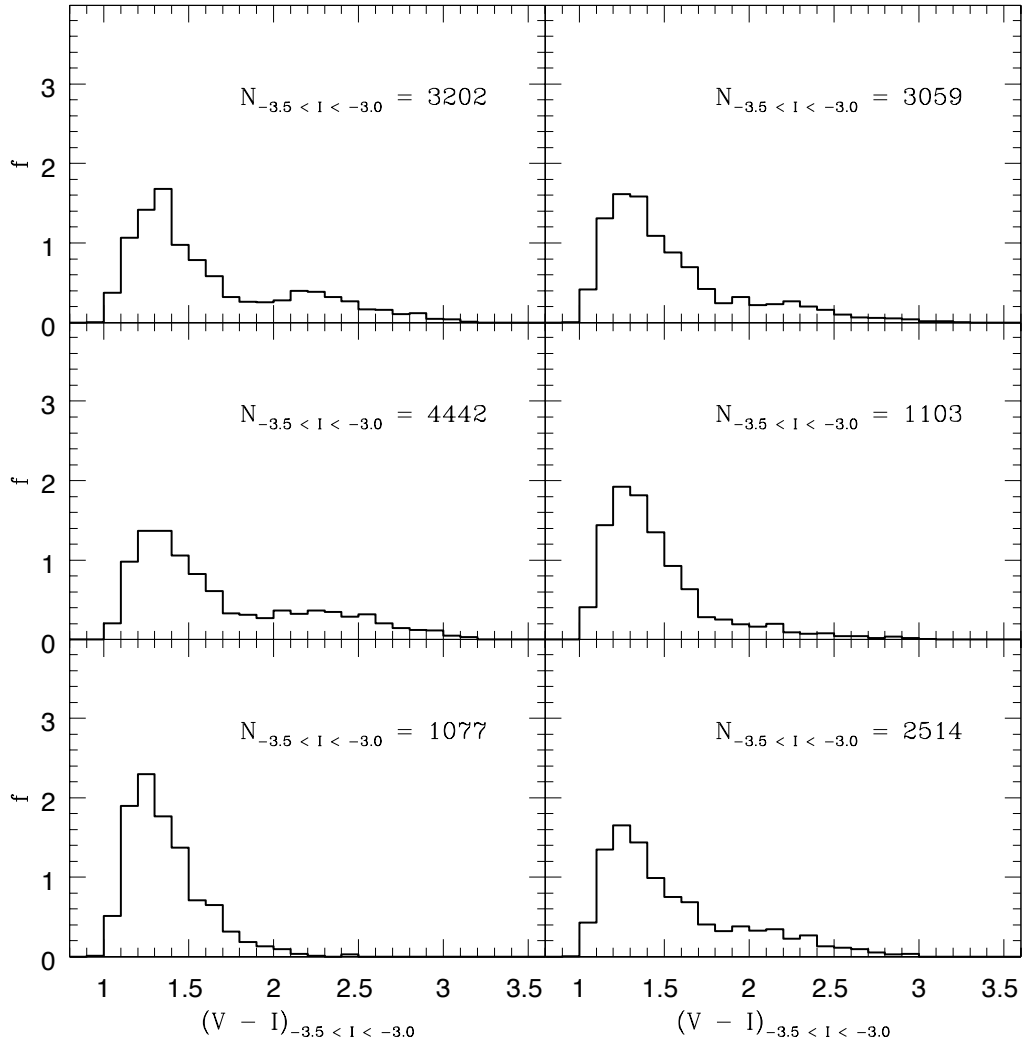 N-3.5 < I < -3.0 = 3202
N-3.5 < I < -3.0 = 3059
3
f
2
1
0
N-3.5 < I < -3.0 = 4442
N-3.5 < I < -3.0 = 1103
3
f
2
1
0
N-3.5 < I < -3.0 = 1077
N-3.5 < I < -3.0 = 2514
3
f
2
1
0
1 1.5 2 2.5 3 3.5 1 1.5 2 2.5 3 3.5
(V - I)-3.5 < I < -3.0 (V - I)-3.5 < I < -3.0